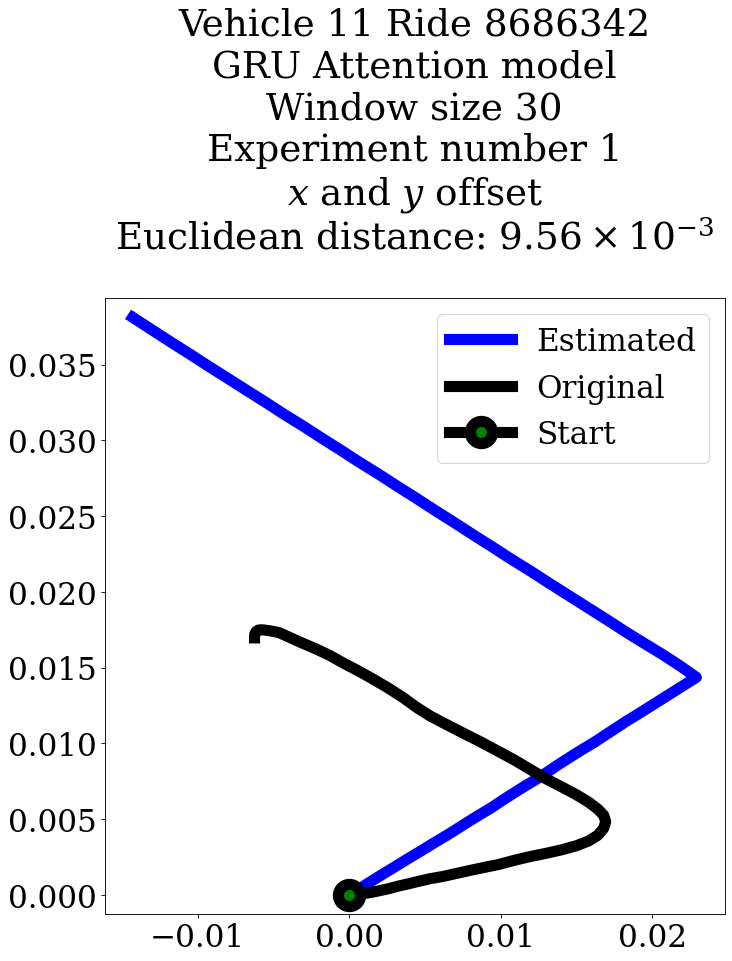 Vehicle 11 Ride 8686342
GRU Attention model
Window size 30
Experiment number 1
x and y offset
Euclidean distance: 9.56 × 10⁻³
Estimated
Original
Start
0.035
0.030
0.025
0.020
0.015
0.010
0.005
0.000
−0.01 0.00 0.01 0.02